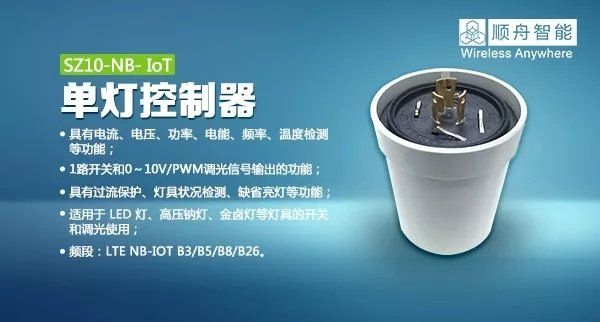 顺舟智能
Wireless Anywhere
SZ10-NB- IoT
单灯控制器
• 具有电流、电压、功率、电能、频率、温度检测
等功能；
• 1路开关和0～10V/PWM调光信号输出的功能；
• 具有过流保护、灯具状况检测、缺省亮灯等功能；
• 适用于 LED 灯、高压钠灯、金卤灯等灯具的开关
和调光使用；
• 频段：LTE NB-IOT B3/B5/B8/B26。